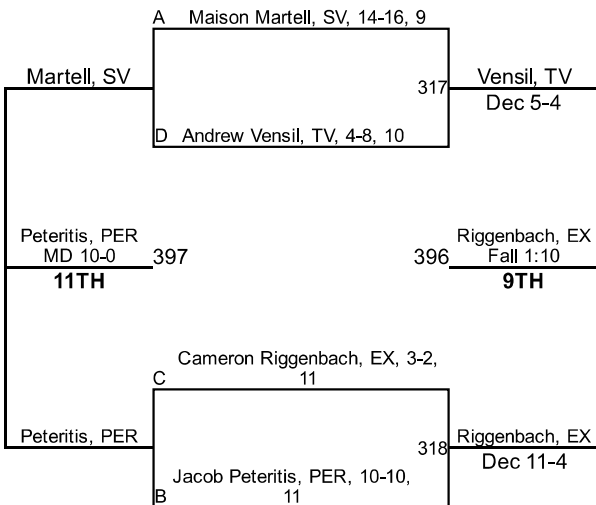 A Maison Martell, SV, 14-16, 9
Martell, SV
317
Vensil, TV
Dec 5-4
D Andrew Vensil, TV, 4-8, 10
Peteritis, PER
MD 10-0
11TH
397
396
Riggenbach, EX
Fall 1:10
9TH
Cameron Riggenbach, EX, 3-2,
11
C
Peteritis, PER
318
Riggenbach, EX
Dec 11-4
Jacob Peteritis, PER, 10-10,
11
B